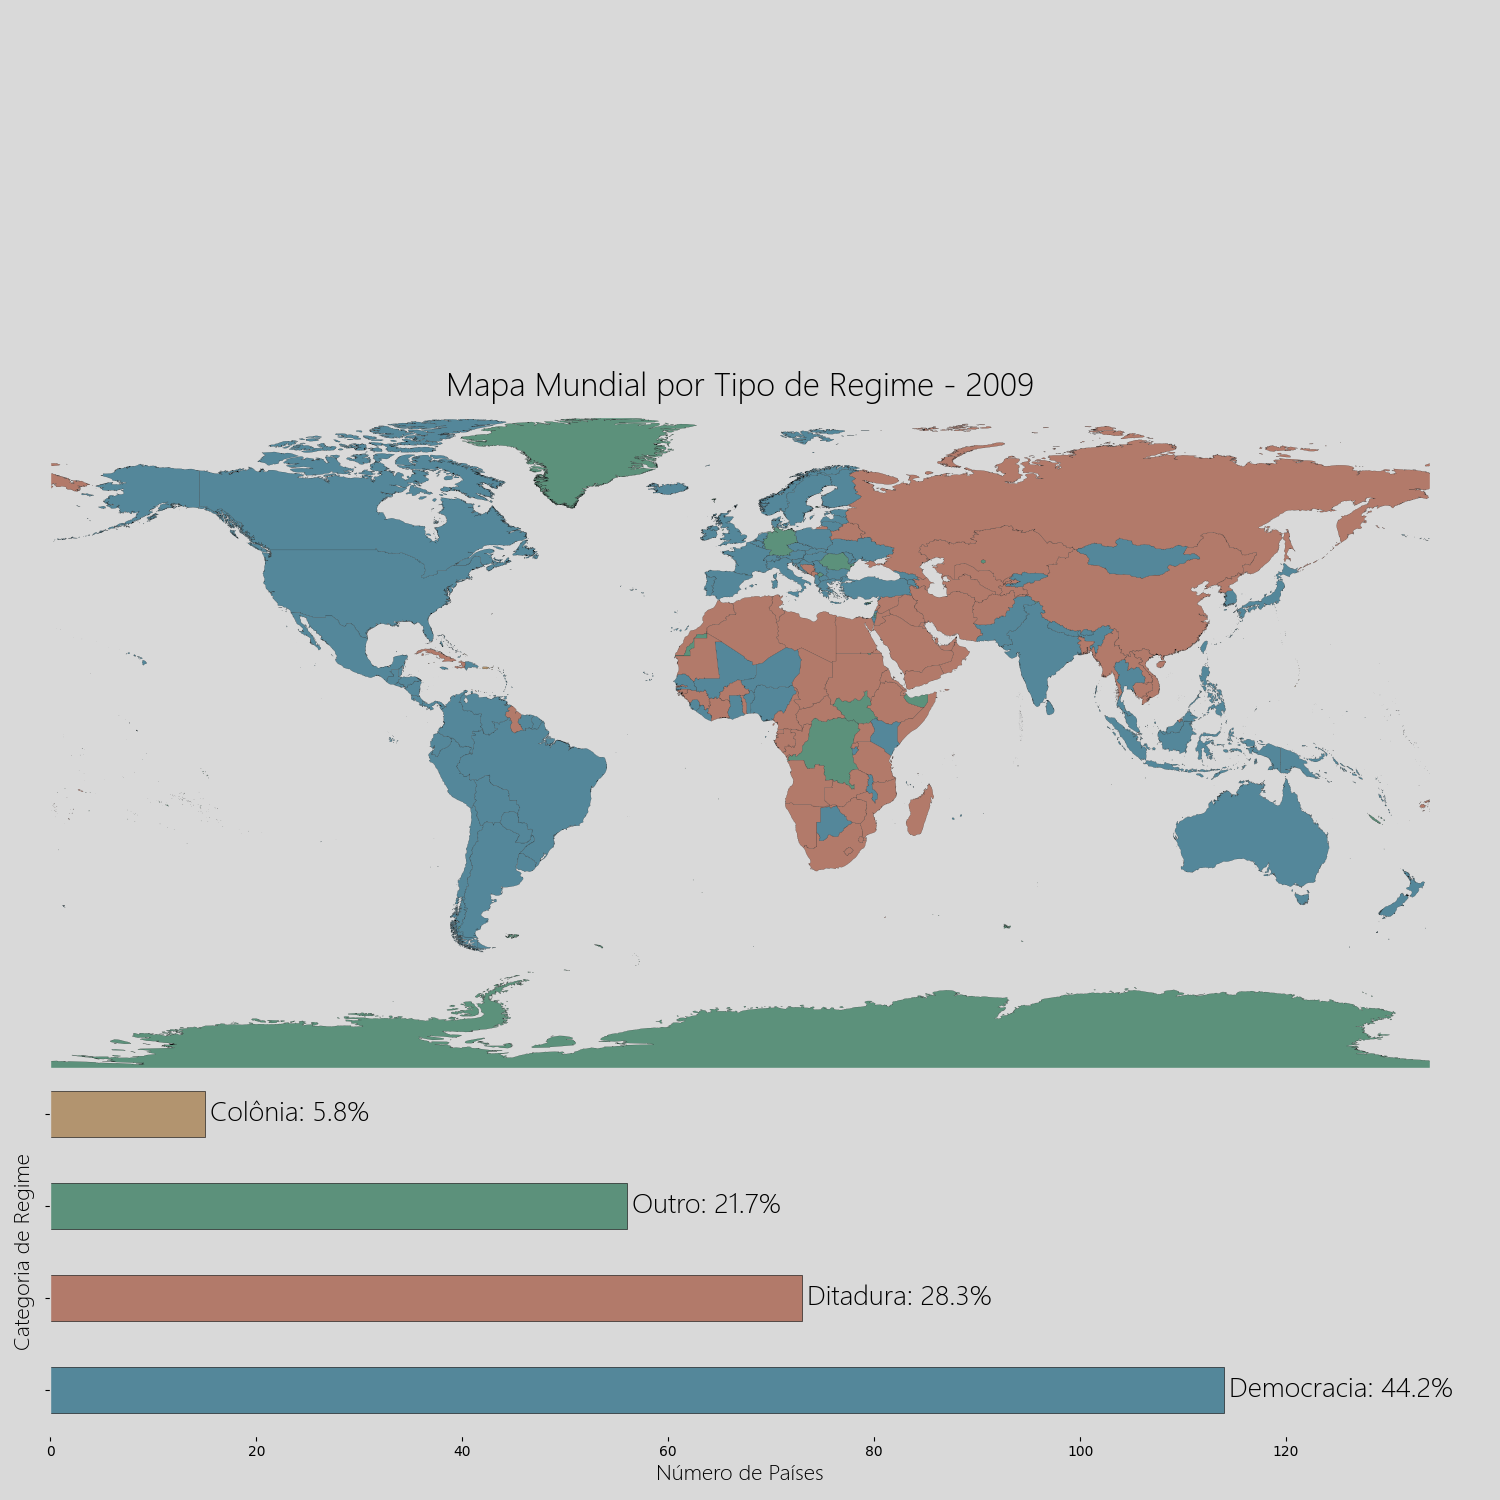 Mapa Mundial por Tipo de Regime - 2009
Colônia: 5.8%
Outro: 21.7%
Ditadura: 28.3%
Democracia: 44.2%
Categoria de Regime
0 20 40 60 80 100 120
Número de Países